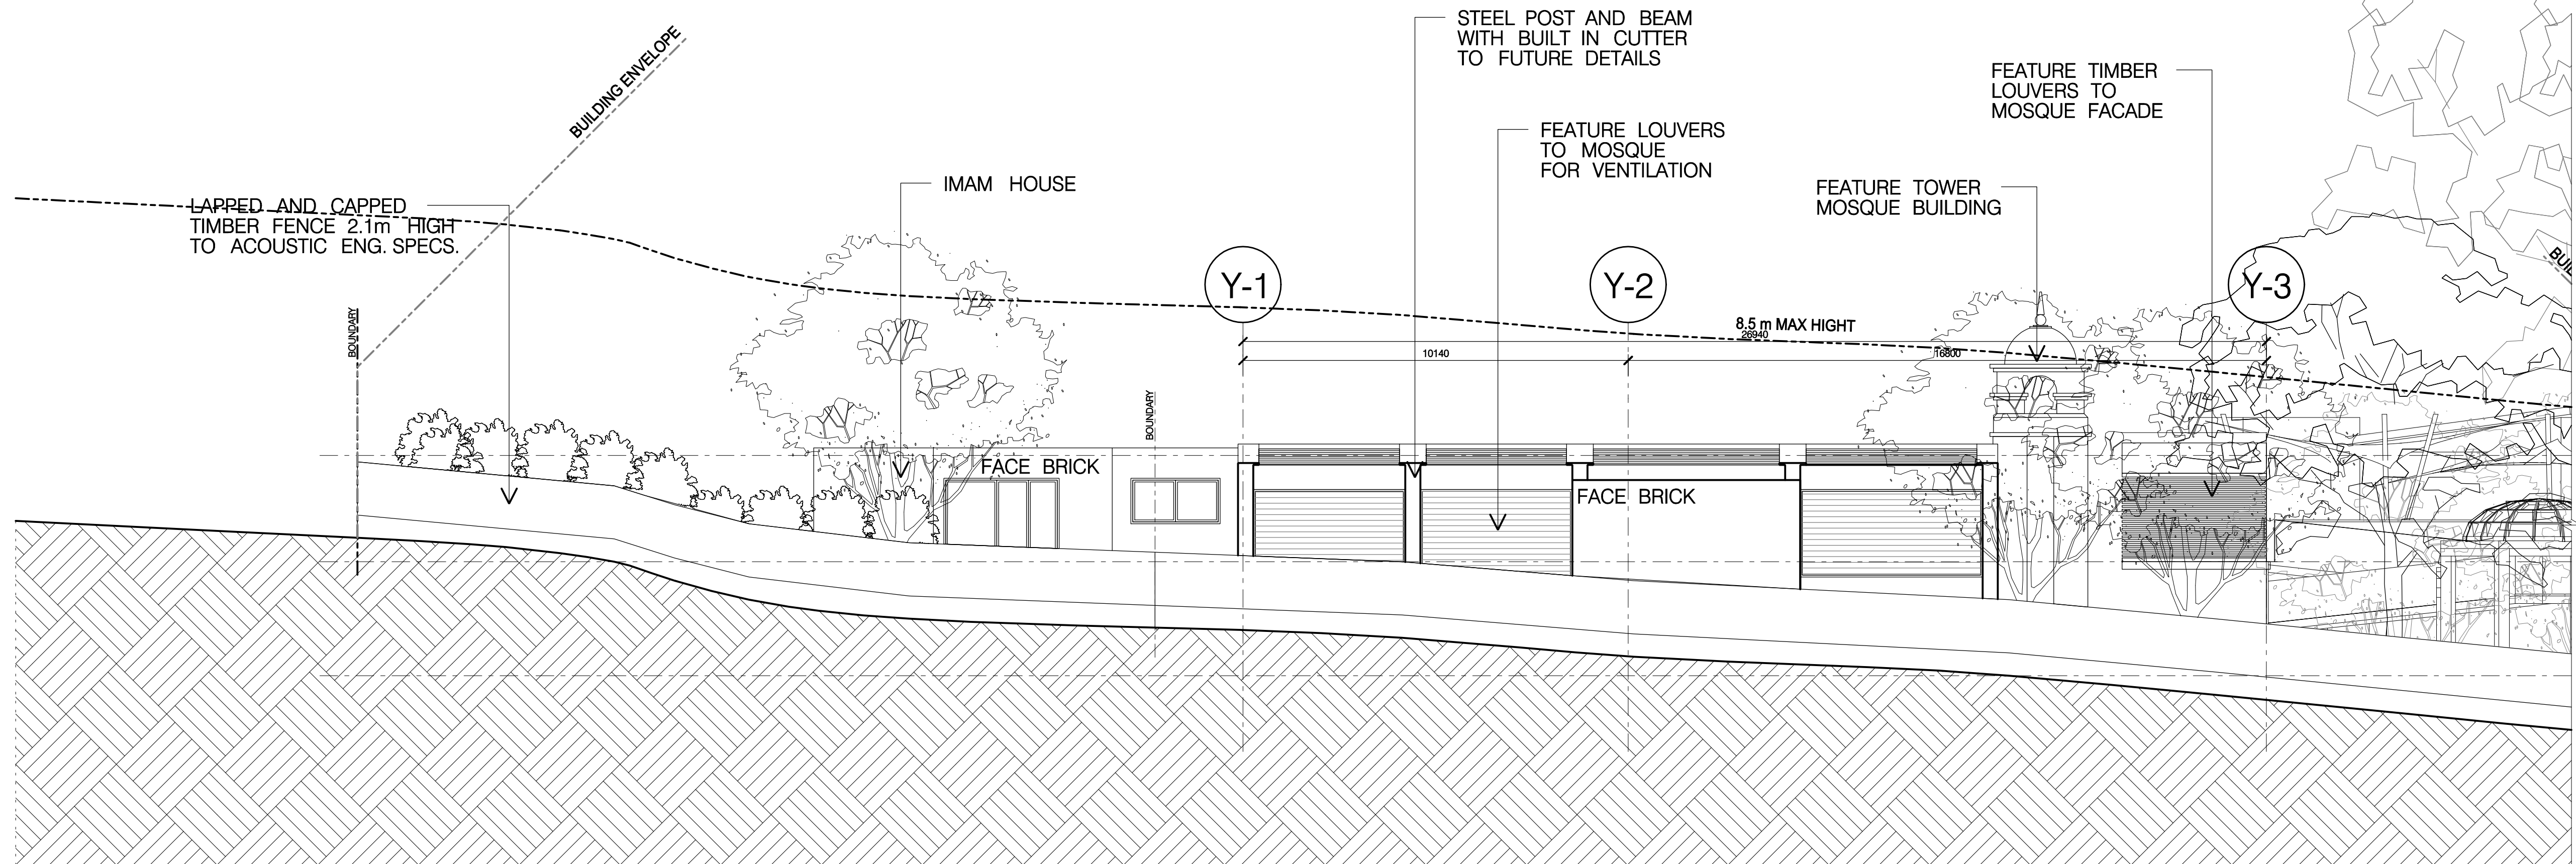 STEEL POST AND BEAM
WITH BUILT IN CUTTER
TO FUTURE DETAILS
BUILDING ENVELOPE
FEATURE TIMBER
LOUVERS TO
MOSQUE FACADE
FEATURE LOUVERS
TO MOSQUE
FOR VENTILATION
IMAM HOUSE
FEATURE TOWER
MOSQUE BUILDING
LAPPED AND CAPPED
TIMBER FENCE 2.1m HIGH
TO ACOUSTIC ENG. SPECS.
Y-1
Y-2
Y-3
BOUNDARY
8.5 m MAX HIGHT
26940
10140
16800
BOUNDARY
FACE BRICK
FACE BRICK